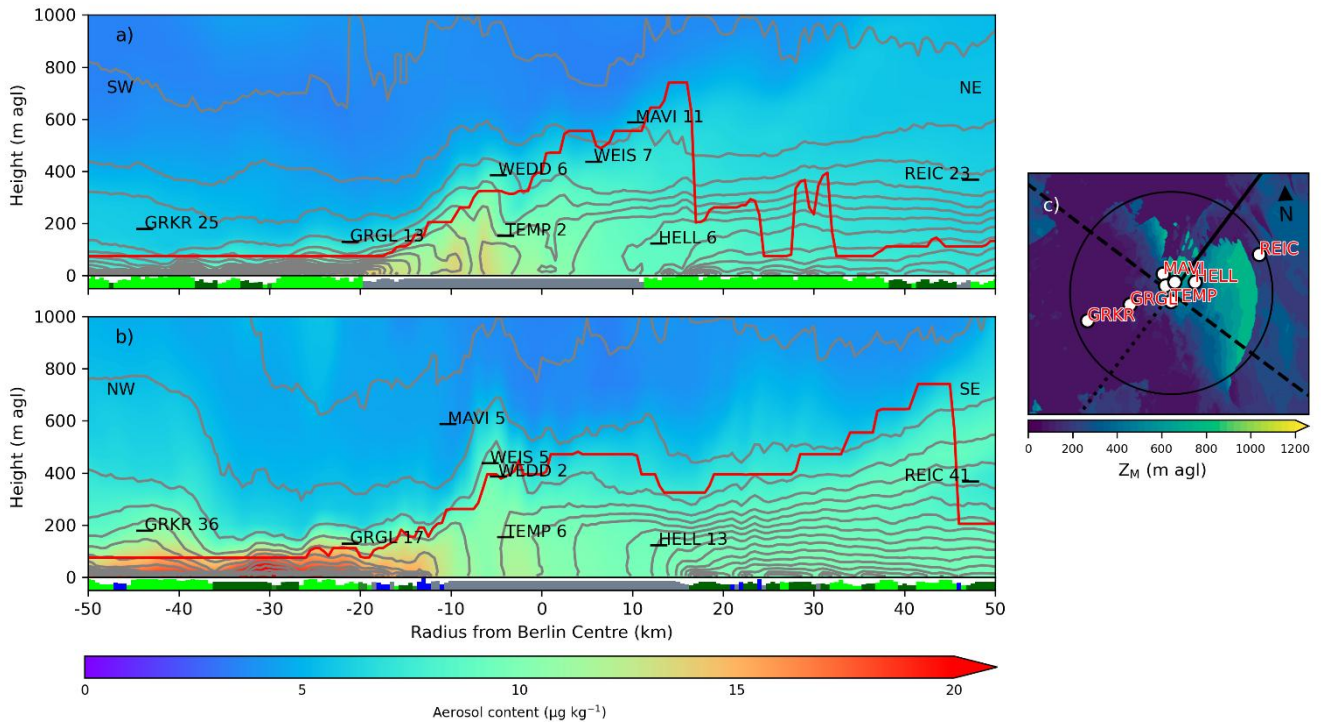 1000
800
600
400
200
0
Height (m agl)
a)
SW
NE
MAVI 11
WEIS 7
WEDD 6
REIC 23
GRKR 25
GRGL 13
TEMP 2
HELL 6
1000
800
600
400
200
0
Height (m agl)
b)
NW
SE
MAVI 5
WEIS 5
WEDD 2
REIC 41
GRKR 36
GRGL 17
TEMP 6
HELL 13
-50 -40 -30 -20 -10 0 10 20 30 40 50
Radius from Berlin Centre (km)
0 5 10 15 20
Aerosol content (µg kg⁻¹)
c)
N
REIC
MAVI
HELL
TEMP
GRGL
GRKR
0 200 400 600 800 1000 1200
Z_M (m agl)